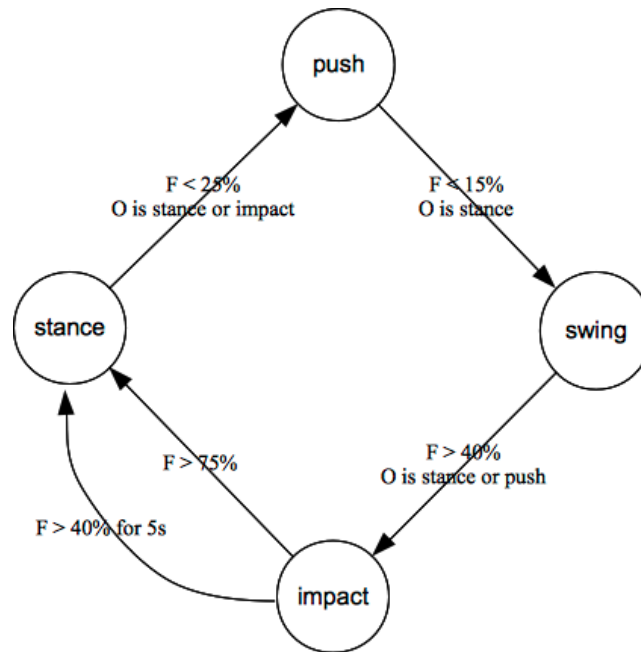 push
F < 25%
O is stance or impact
F < 15%
O is stance
stance
swing
F > 75%
F > 40%
O is stance or push
F > 40% for 5s
impact